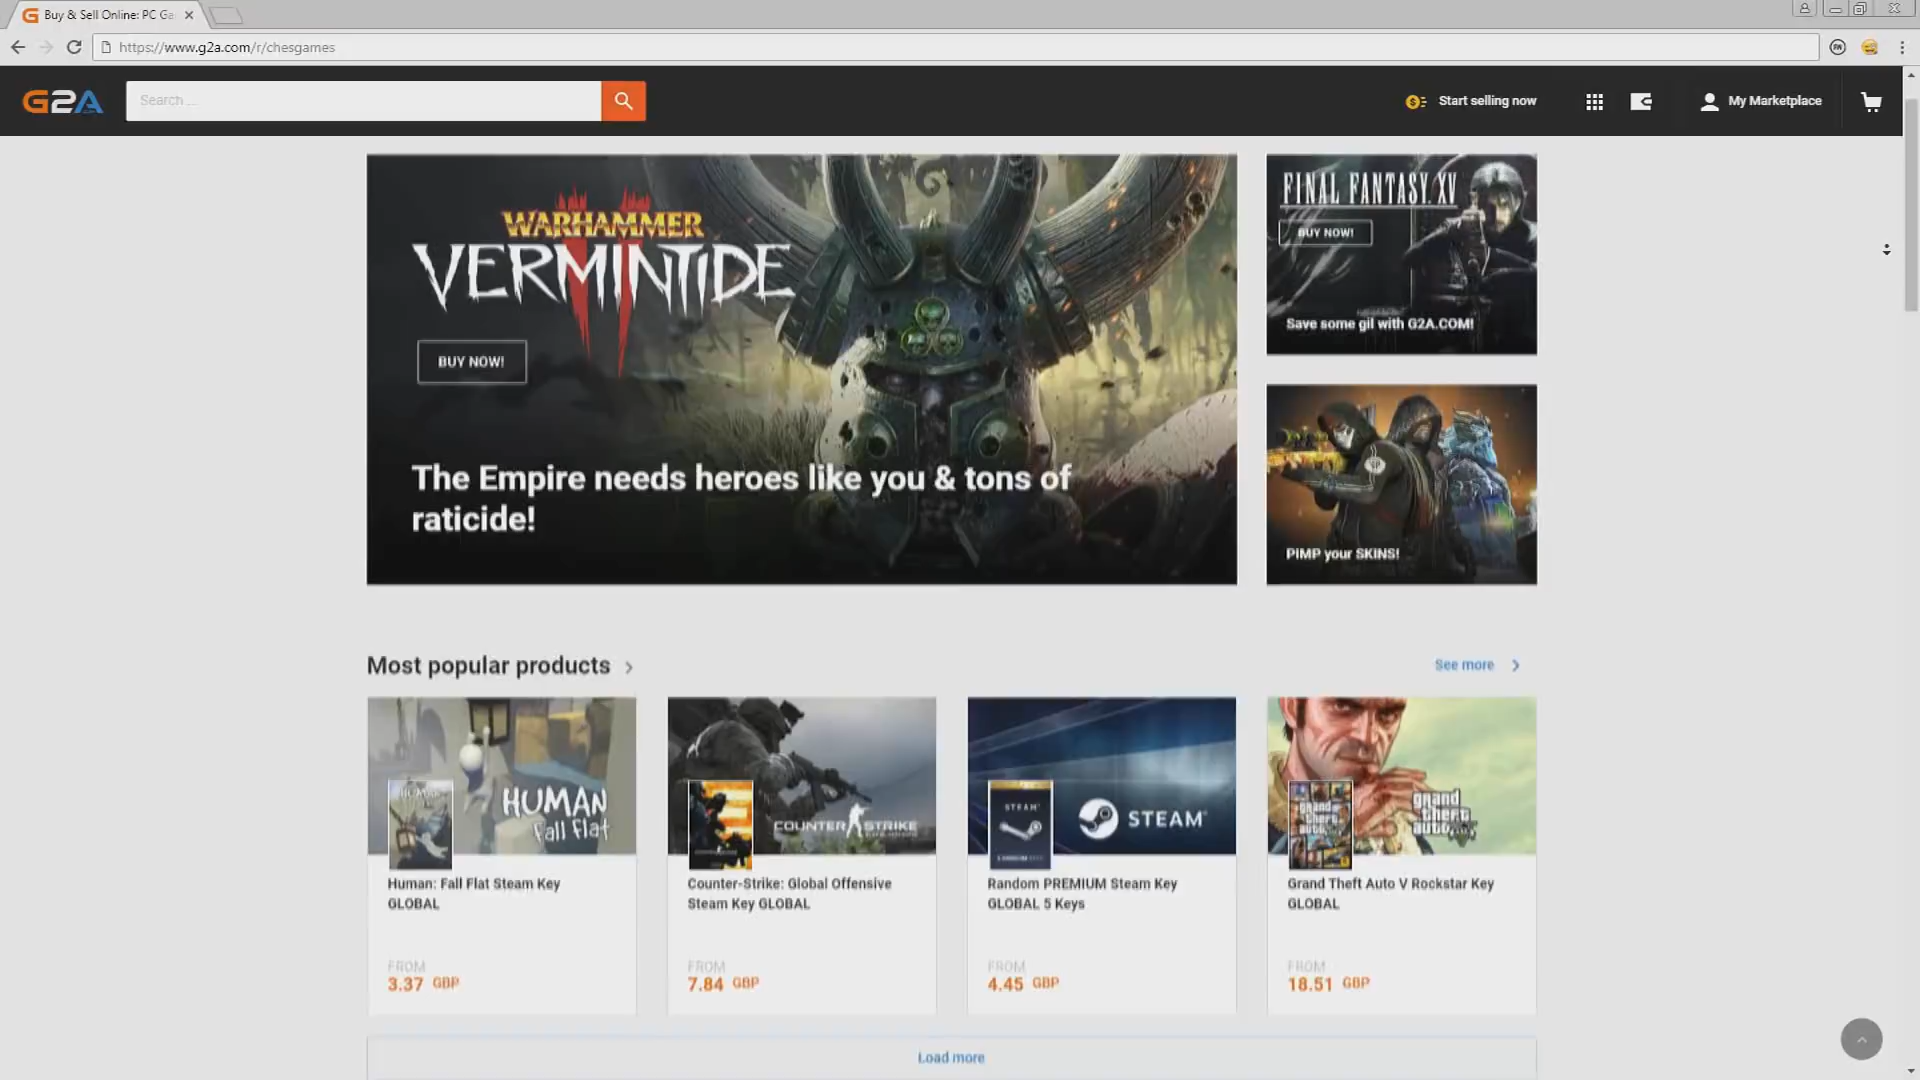 Buy & Sell Online: PC Ga
https://www.g2a.com/r/chesgames
G2A
Search ...
Start selling now
My Marketplace
WARHAMMER
VERMINTIDE
BUY NOW!
The Empire needs heroes like you & tons of
raticide!
FINAL FANTASY XV
BUY NOW!
Save some gil with G2A.COM!
PIMP your SKINS!
Most popular products
See more
HUMAN
Fall Flat
HUMAN
Human: Fall Flat Steam Key
GLOBAL
FROM
3.37 GBP
COUNTER STRIKE
Counter-Strike: Global Offensive
Steam Key GLOBAL
FROM
7.84 GBP
STEAM
STEAM
Random PREMIUM Steam Key
GLOBAL 5 Keys
FROM
4.45 GBP
grand
theft
auto
grand
theft
auto
Grand Theft Auto V Rockstar Key
GLOBAL
FROM
18.51 GBP
Load more